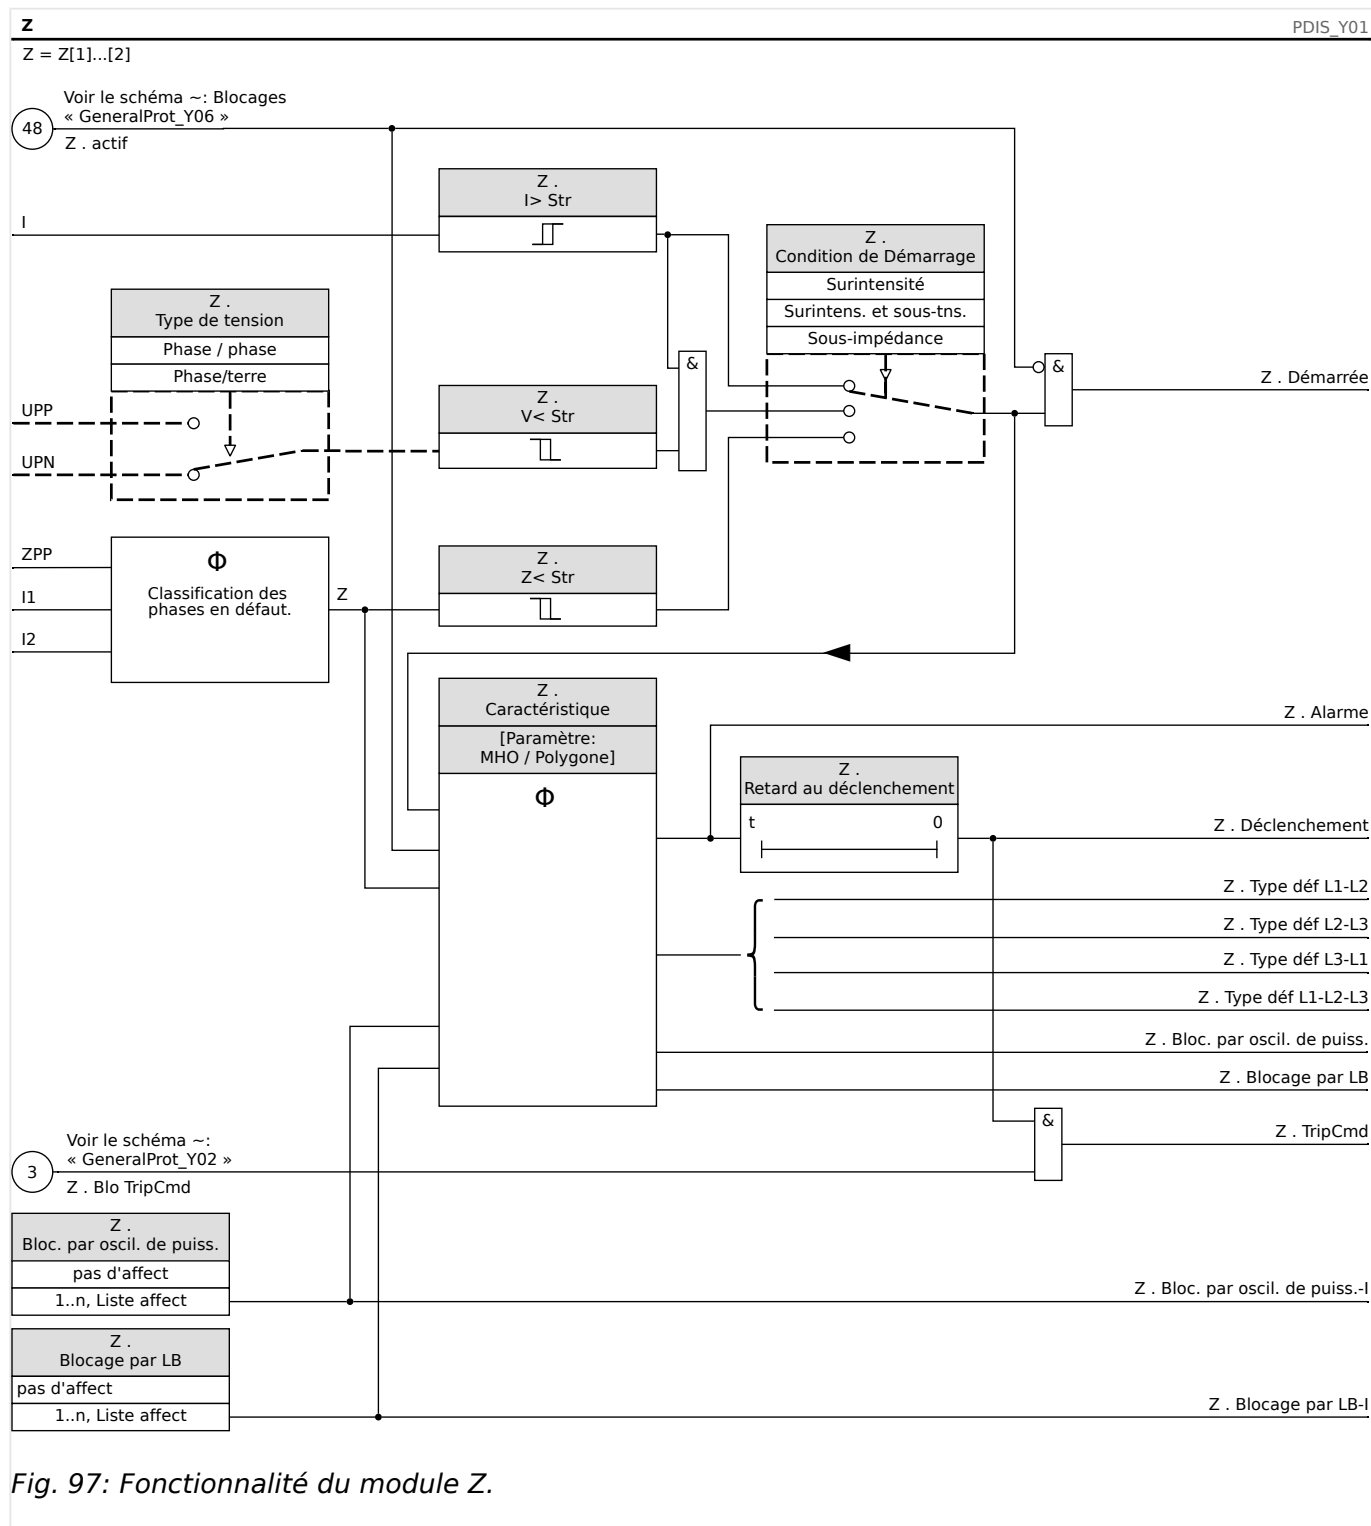 Z
PDIS_Y01
Z = Z[1]...[2]
Voir le schéma ~: Blocages
« GeneralProt_Y06 »
48
Z . actif
Z .
I> Str
I
Z .
Condition de Démarrage
Surintensité
Surintens. et sous-tns.
Sous-impédance
Z .
Type de tension
Phase / phase
Phase/terre
&
&
Z . Démarrée
UPP
Z .
V< Str
UPN
ZPP
Φ
Classification des
phases en défaut.
I1
I2
Z
Z .
Z< Str
Z .
Caractéristique
[Paramètre:
MHO / Polygone]
Φ
Z . Alarme
Z .
Retard au déclenchement
t 0
Z . Déclenchement
Z . Type déf L1-L2
Z . Type déf L2-L3
Z . Type déf L3-L1
Z . Type déf L1-L2-L3
Z . Bloc. par oscil. de puiss.
Z . Blocage par LB
&
Z . TripCmd
Voir le schéma ~:
« GeneralProt_Y02 »
3
Z . Blo TripCmd
Z .
Bloc. par oscil. de puiss.
pas d'affect
1..n, Liste affect
Z . Bloc. par oscil. de puiss.-I
Z .
Blocage par LB
pas d'affect
1..n, Liste affect
Z . Blocage par LB-I
Fig. 97: Fonctionnalité du module Z.